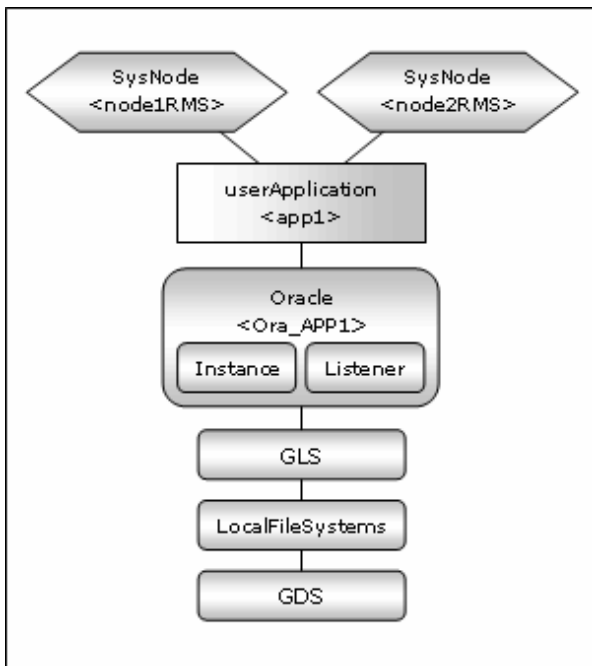 SysNode
<node1RMS>
SysNode
<node2RMS>
userApplication
<app1>
Oracle
<Ora_APP1>
Instance
Listener
GLS
LocalFileSystems
GDS